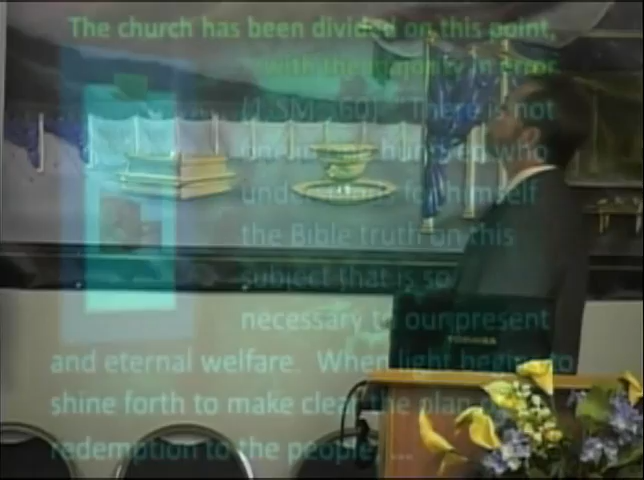 The church has been divided on this point,
with the majority in error
(1 SM 360) "There is not
one in a hundred who
understands for himself
the Bible truth on this
subject that is so
necessary to our present
and eternal welfare. When light begins to
shine forth to make clear the plan of
redemption to the people, ...
TOSHIBA